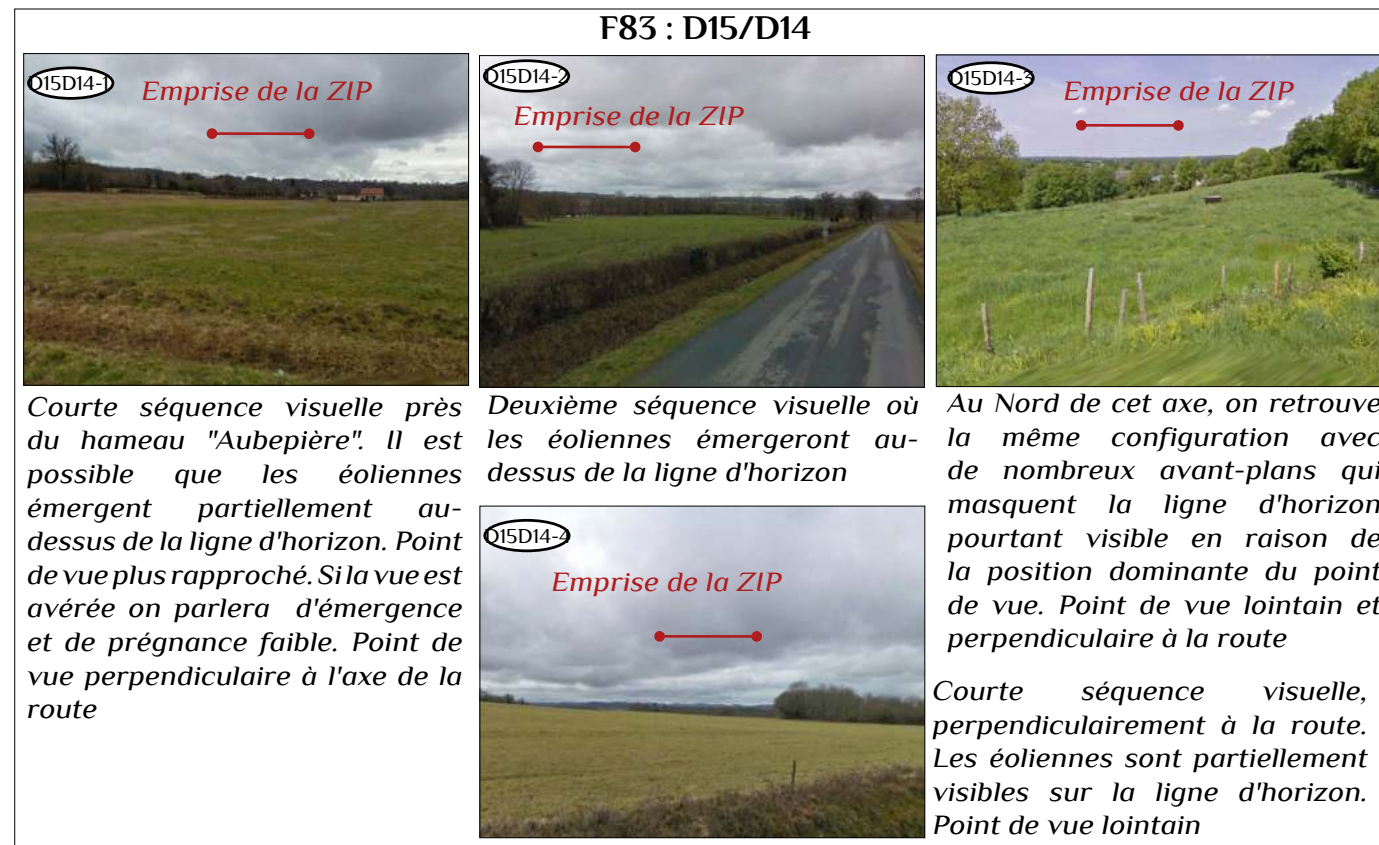 F83 : D15/D14
D15D14-1
Emprise de la ZIP
Courte séquence visuelle près
du hameau "Aubepière". Il est
possible que les éoliennes
émergent partiellement au-
dessus de la ligne d'horizon. Point
de vue plus rapproché. Si la vue est
avérée on parlera d'émergence
et de prégnance faible. Point de
vue perpendiculaire à l'axe de la
route
D15D14-2
Emprise de la ZIP
Deuxième séquence visuelle où
les éoliennes émergeront au-
dessus de la ligne d'horizon
D15D14-3
Emprise de la ZIP
Au Nord de cet axe, on retrouve
la même configuration avec
de nombreux avant-plans qui
masquent la ligne d'horizon
pourtant visible en raison de
la position dominante du point
de vue. Point de vue lointain et
perpendiculaire à la route
D15D14-4
Emprise de la ZIP
Courte séquence visuelle,
perpendiculairement à la route.
Les éoliennes sont partiellement
visibles sur la ligne d'horizon.
Point de vue lointain